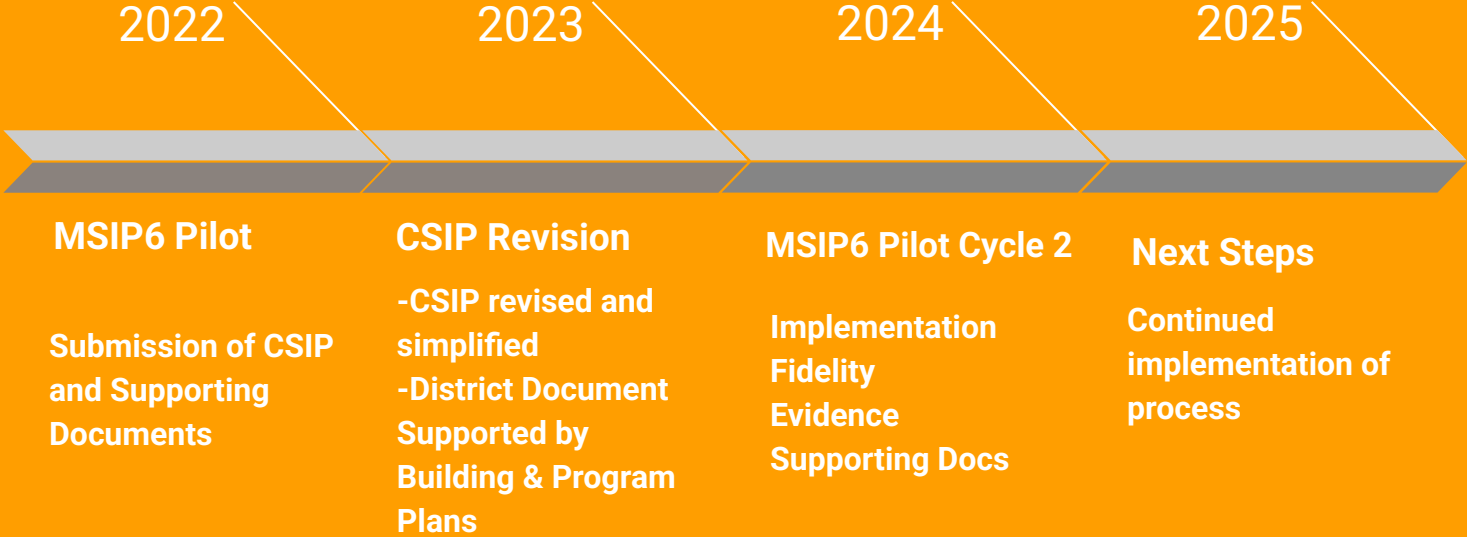 2022
2023
2024
2025
MSIP6 Pilot
Submission of CSIP
and Supporting
Documents
CSIP Revision
-CSIP revised and
simplified
-District Document
Supported by
Building & Program
Plans
MSIP6 Pilot Cycle 2
Implementation
Fidelity
Evidence
Supporting Docs
Next Steps
Continued
implementation of
process